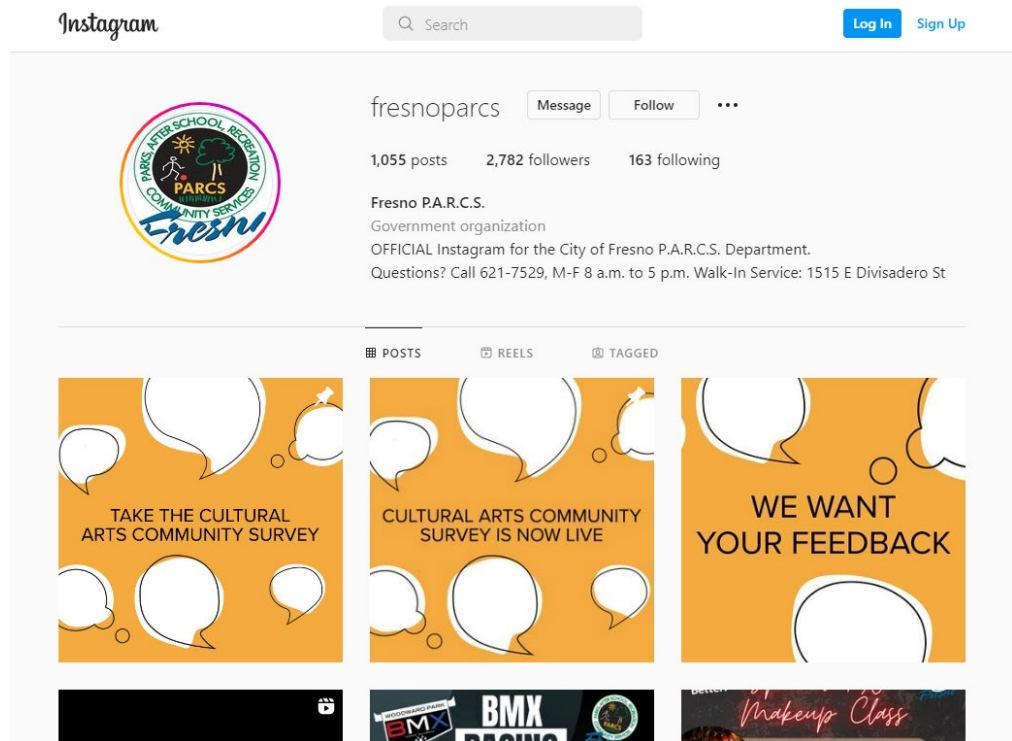 Instagram
Search
Log In
Sign Up
fresnoparcs
Message
Follow
1,055 posts 2,782 followers 163 following
Fresno P.A.R.C.S.
Government organization
OFFICIAL Instagram for the City of Fresno P.A.R.C.S. Department.
Questions? Call 621-7529, M-F 8 a.m. to 5 p.m. Walk-In Service: 1515 E Divisadero St
PARKS, AFTER SCHOOL, RECREATION
COMMUNITY SERVICES
PARCS
Fresno
POSTS
REELS
TAGGED
TAKE THE CULTURAL
ARTS COMMUNITY SURVEY
CULTURAL ARTS COMMUNITY
SURVEY IS NOW LIVE
WE WANT
YOUR FEEDBACK
WOODWARD PARK
BMX
BMX
RACING
Makeup Class